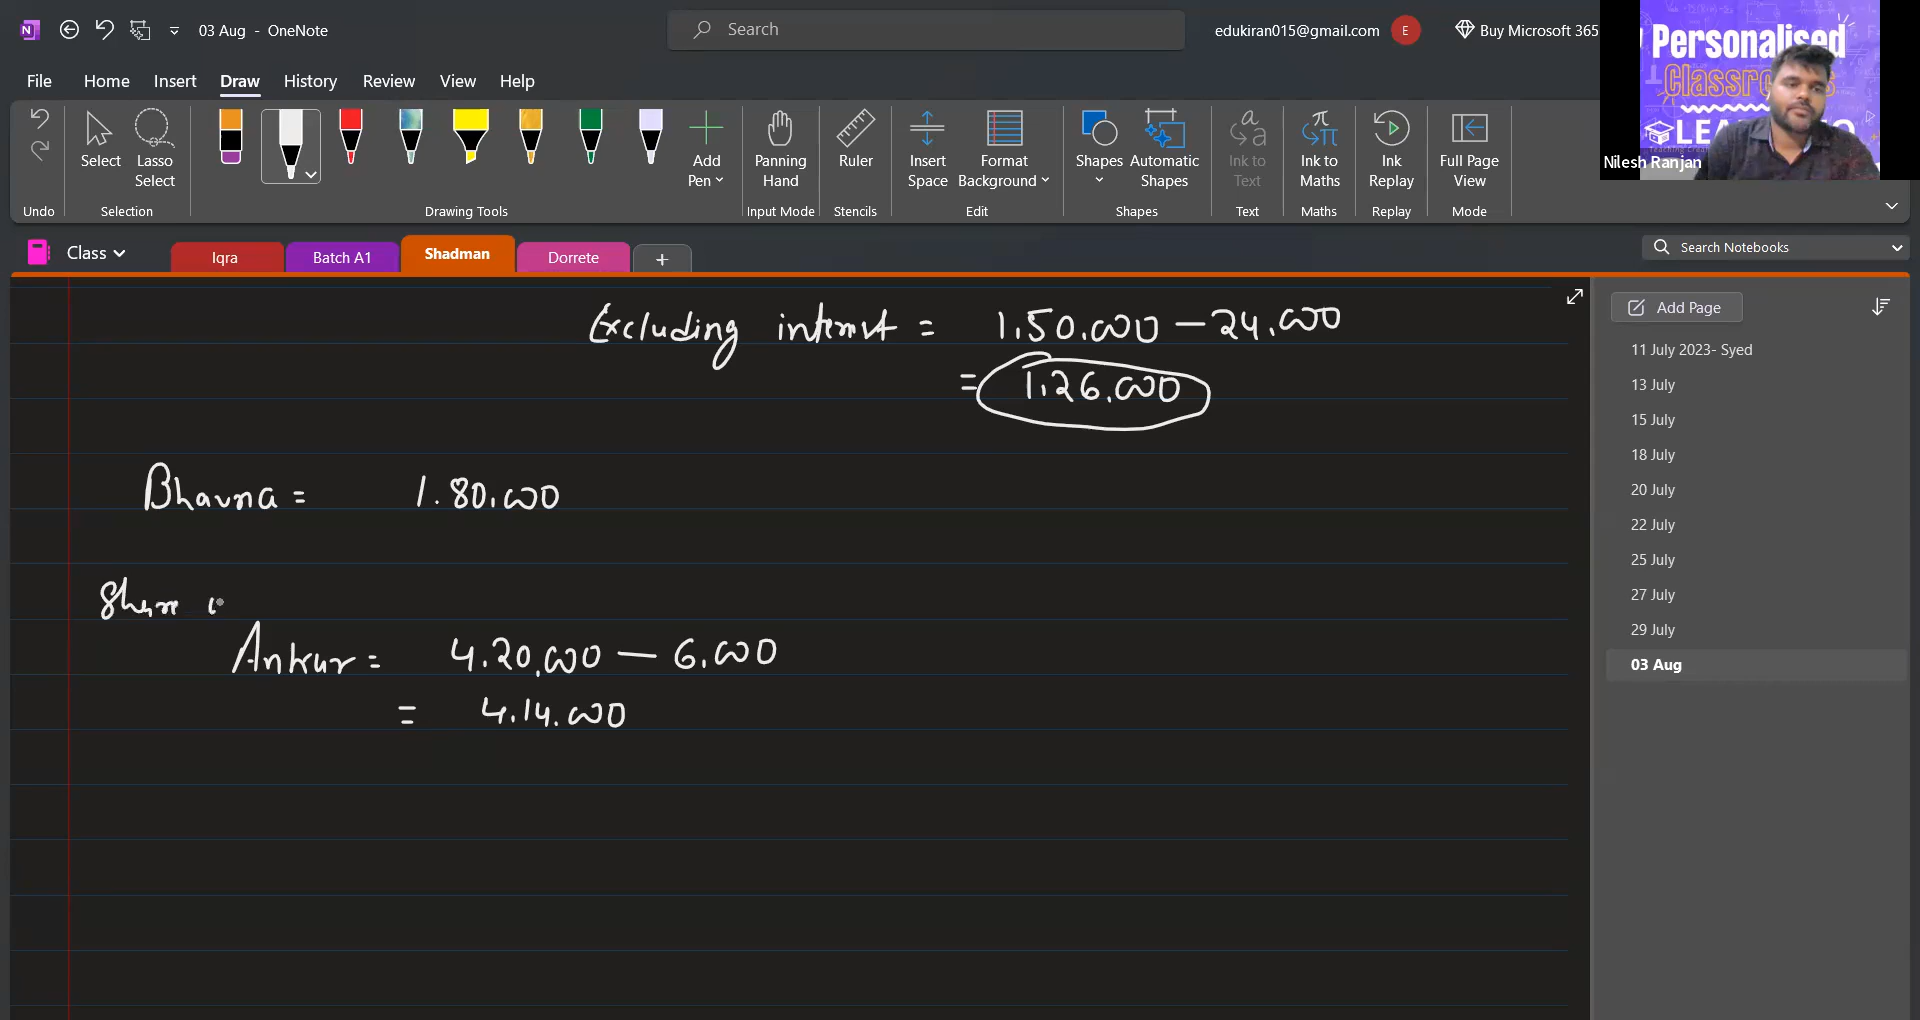 03 Aug - OneNote
Search
edukiran015@gmail.com
E
Buy Microsoft 365
File Home Insert Draw History Review View Help
Undo
Select
Lasso Select
Selection
Drawing Tools
Add Pen
Panning Hand
Input Mode
Ruler
Stencils
Insert Space
Format Background
Edit
Shapes
Automatic Shapes
Shapes
Ink to Text
Text
Ink to Maths
Maths
Ink Replay
Replay
Full Page View
Mode
Personalised
Nilesh Ranjan
Class
Iqra
Batch A1
Shadman
Dorrete
+
Search Notebooks
Excluding interest = 1.50.000 – 24.000
= 1.26.000
Bhavna = 1.80.000
Share
Ankur = 4.20.000 – 6.000
= 4.14.000
Add Page
11 July 2023- Syed
13 July
15 July
18 July
20 July
22 July
25 July
27 July
29 July
03 Aug